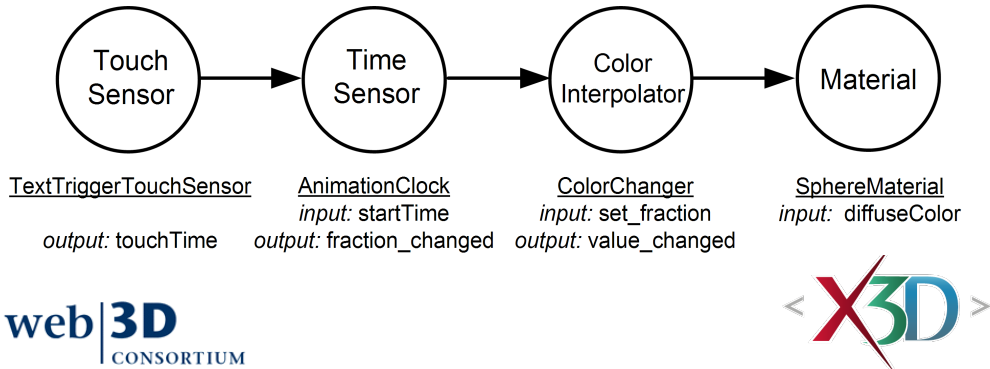 Touch
Sensor
Time
Sensor
Color
Interpolator
Material
TextTriggerTouchSensor
output: touchTime
AnimationClock
input: startTime
output: fraction_changed
ColorChanger
input: set_fraction
output: value_changed
SphereMaterial
input: diffuseColor
web|3D
CONSORTIUM
<X3D>